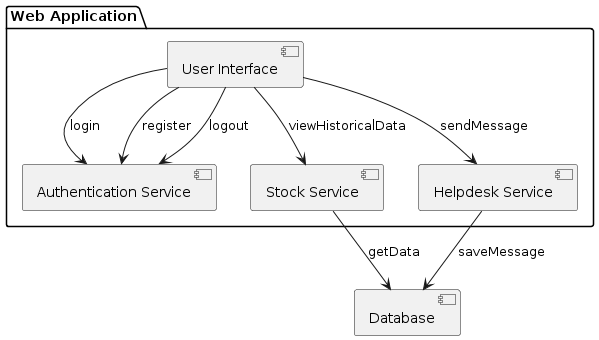 Web Application
User Interface
login
register
logout
viewHistoricalData
sendMessage
Authentication Service
Stock Service
Helpdesk Service
getData
saveMessage
Database